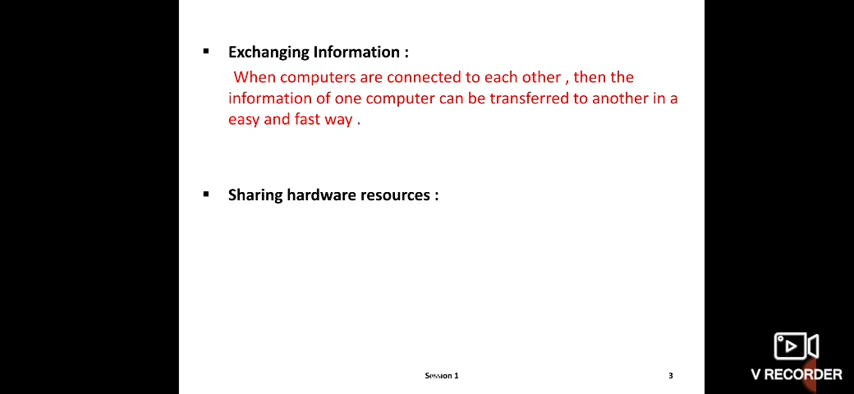 ▪ Exchanging Information :
When computers are connected to each other , then the
information of one computer can be transferred to another in a
easy and fast way .
▪ Sharing hardware resources :
Session 1
3
V RECORDER